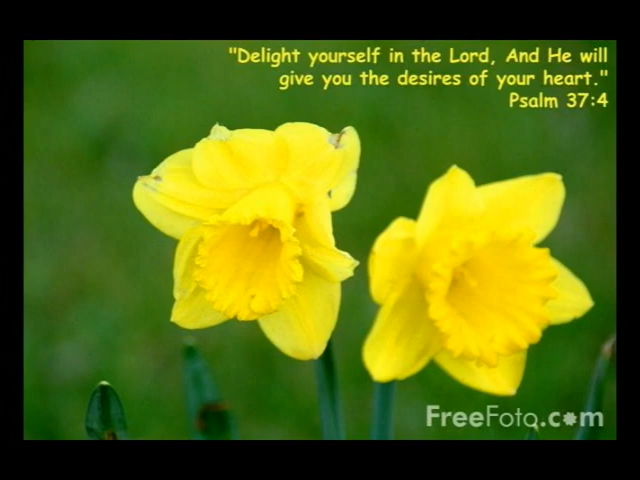 "Delight yourself in the Lord, And He will
give you the desires of your heart."
Psalm 37:4
FreeFoto.com